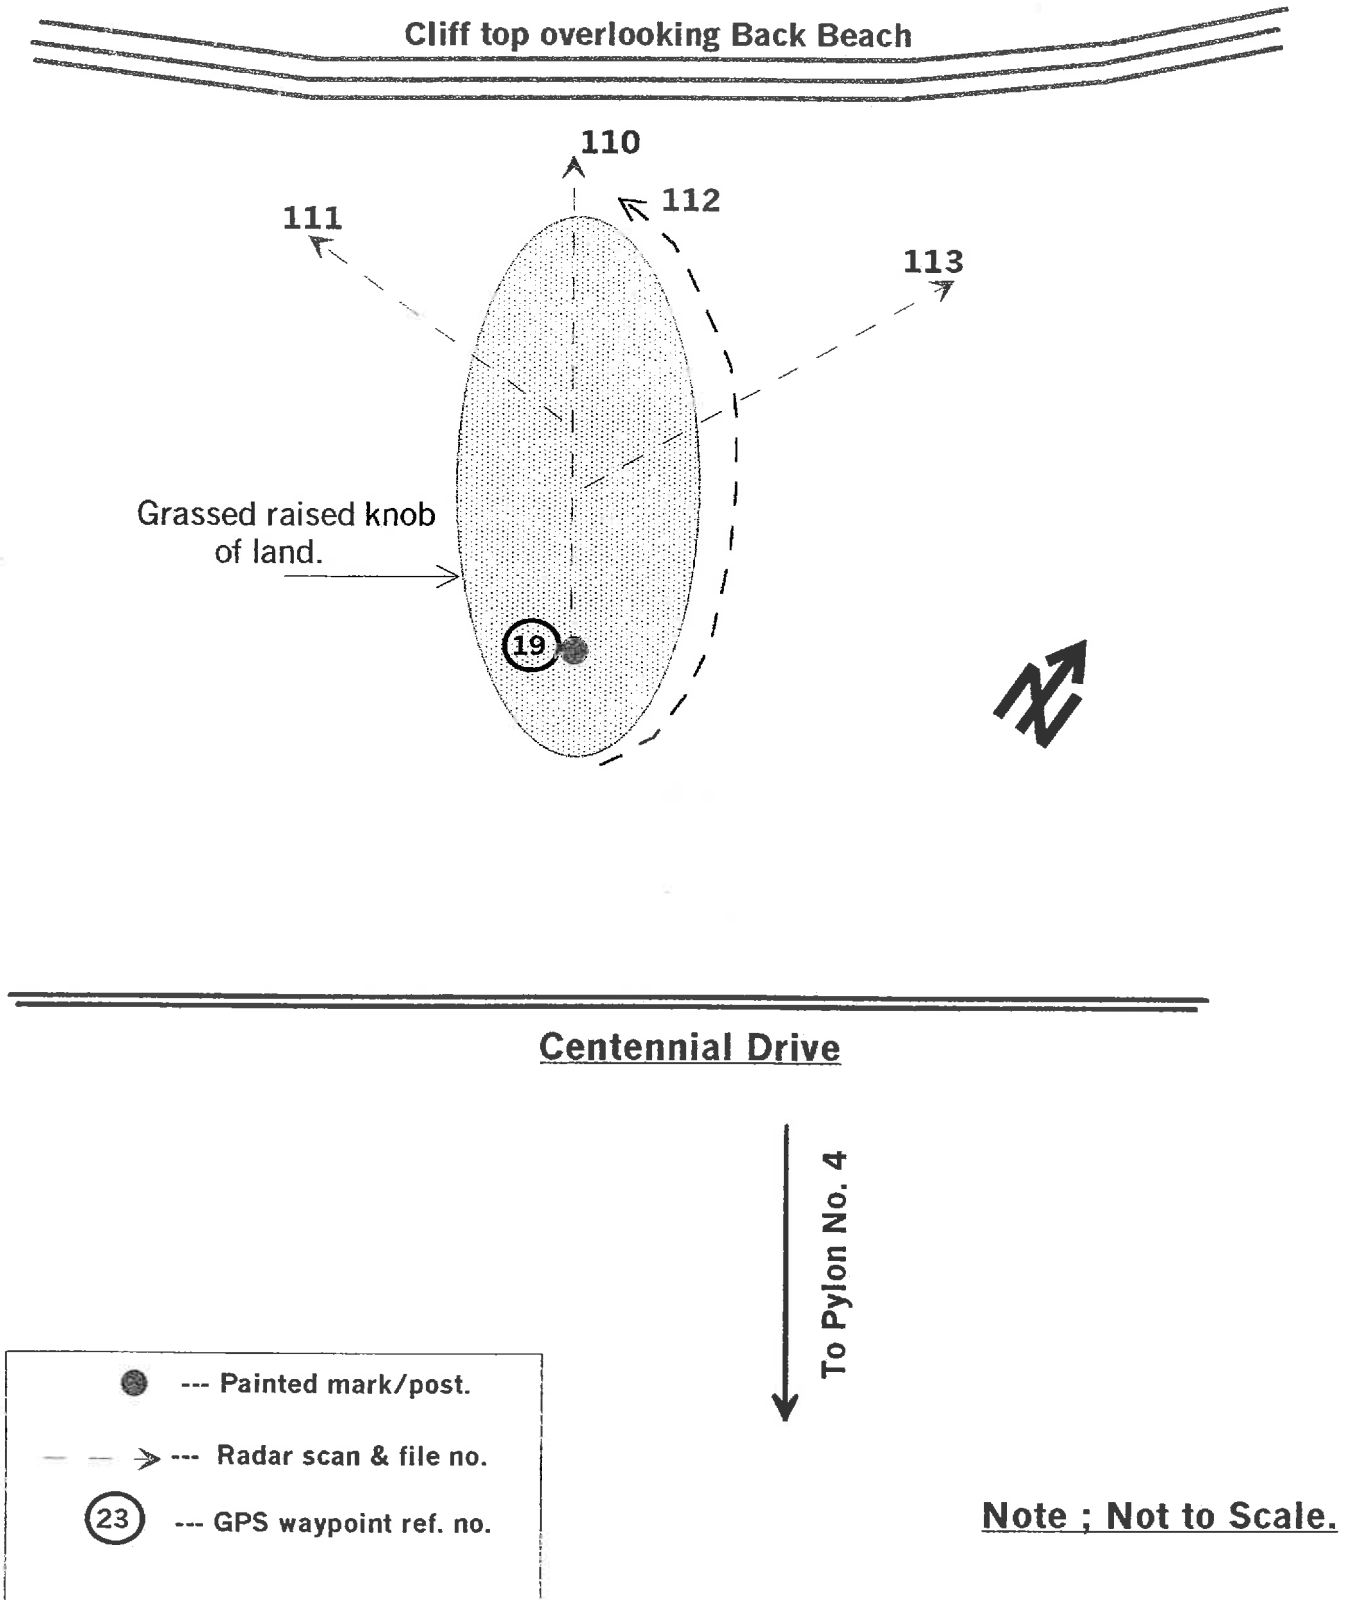 Cliff top overlooking Back Beach
110
112
111
113
Grassed raised knob
of land.
19
N
Centennial Drive
To Pylon No. 4
--- Painted mark/post.
--- Radar scan & file no.
23 --- GPS waypoint ref. no.
Note ; Not to Scale.